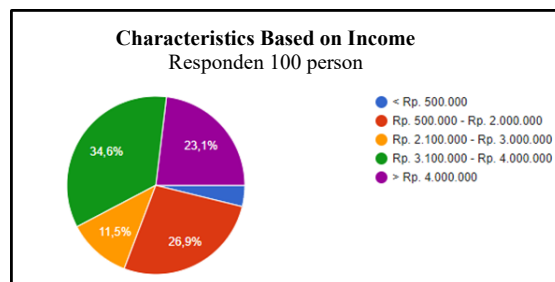 Characteristics Based on Income
Responden 100 person
< Rp. 500.000
Rp. 500.000 - Rp. 2.000.000
Rp. 2.100.000 - Rp. 3.000.000
Rp. 3.100.000 - Rp. 4.000.000
> Rp. 4.000.000
34,6%
23,1%
11,5%
26,9%